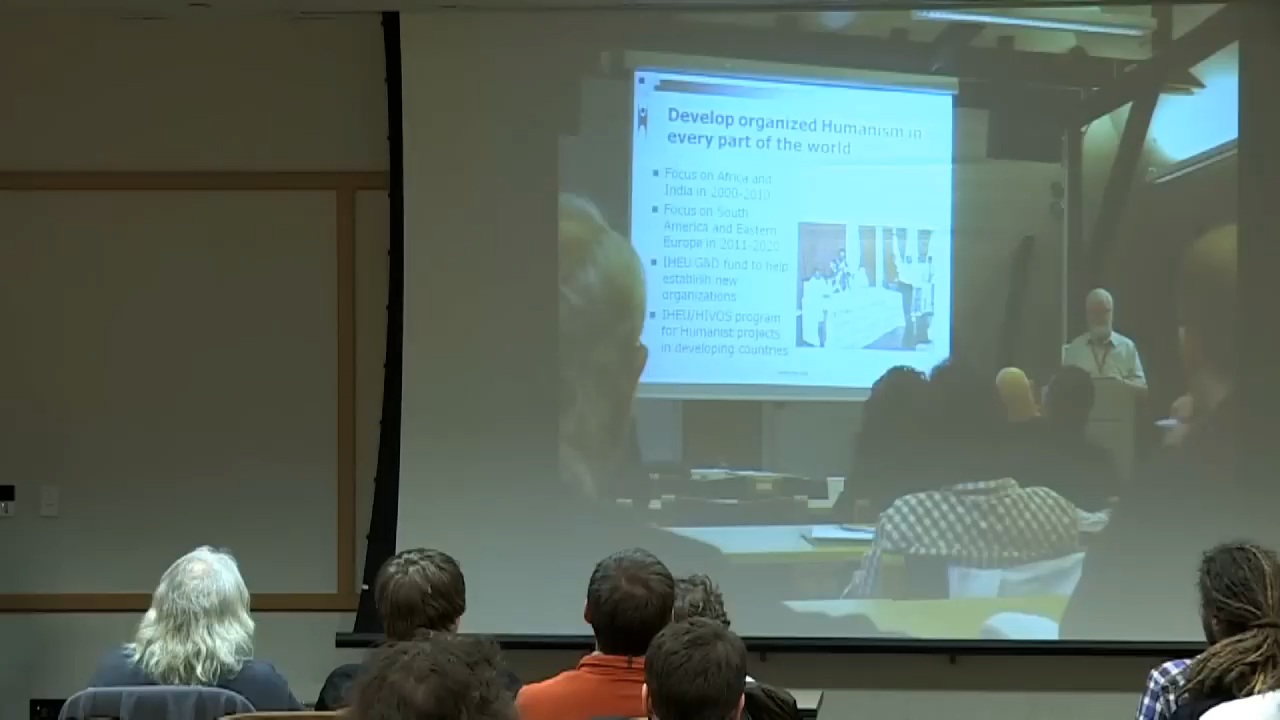 Develop organized Humanism in
every part of the world
Focus on Africa and
India in 2000-2010
Focus on South
America and Eastern
Europe in 2011-2020
IHEU G&D fund to help
establish new
organizations
IHEU/HIVOS program
for Humanist projects
in developing countries